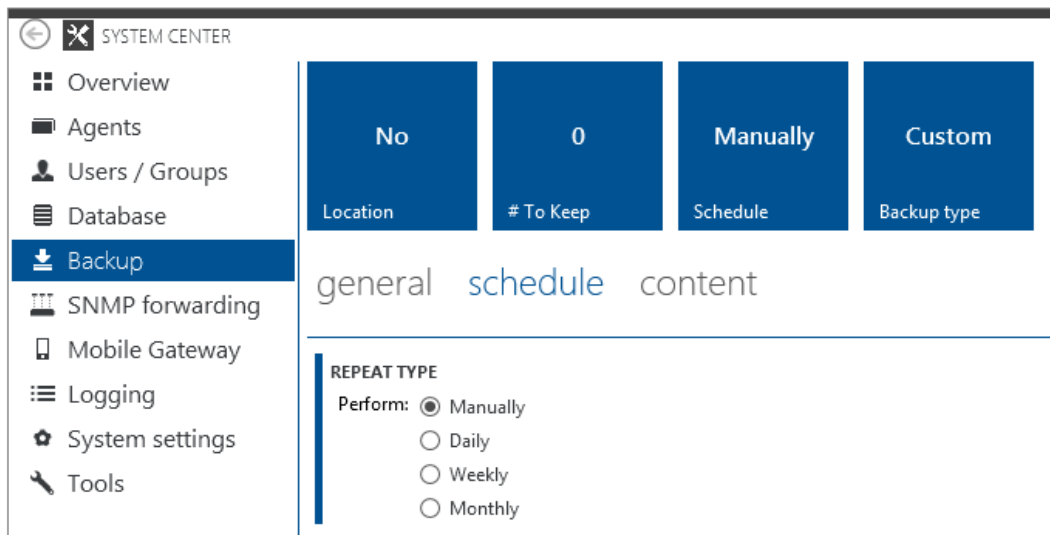 SYSTEM CENTER
Overview
Agents
Users / Groups
Database
Backup
SNMP forwarding
Mobile Gateway
Logging
System settings
Tools
No
Location
0
# To Keep
Manually
Schedule
Custom
Backup type
general schedule content
REPEAT TYPE
Perform: Manually
Daily
Weekly
Monthly